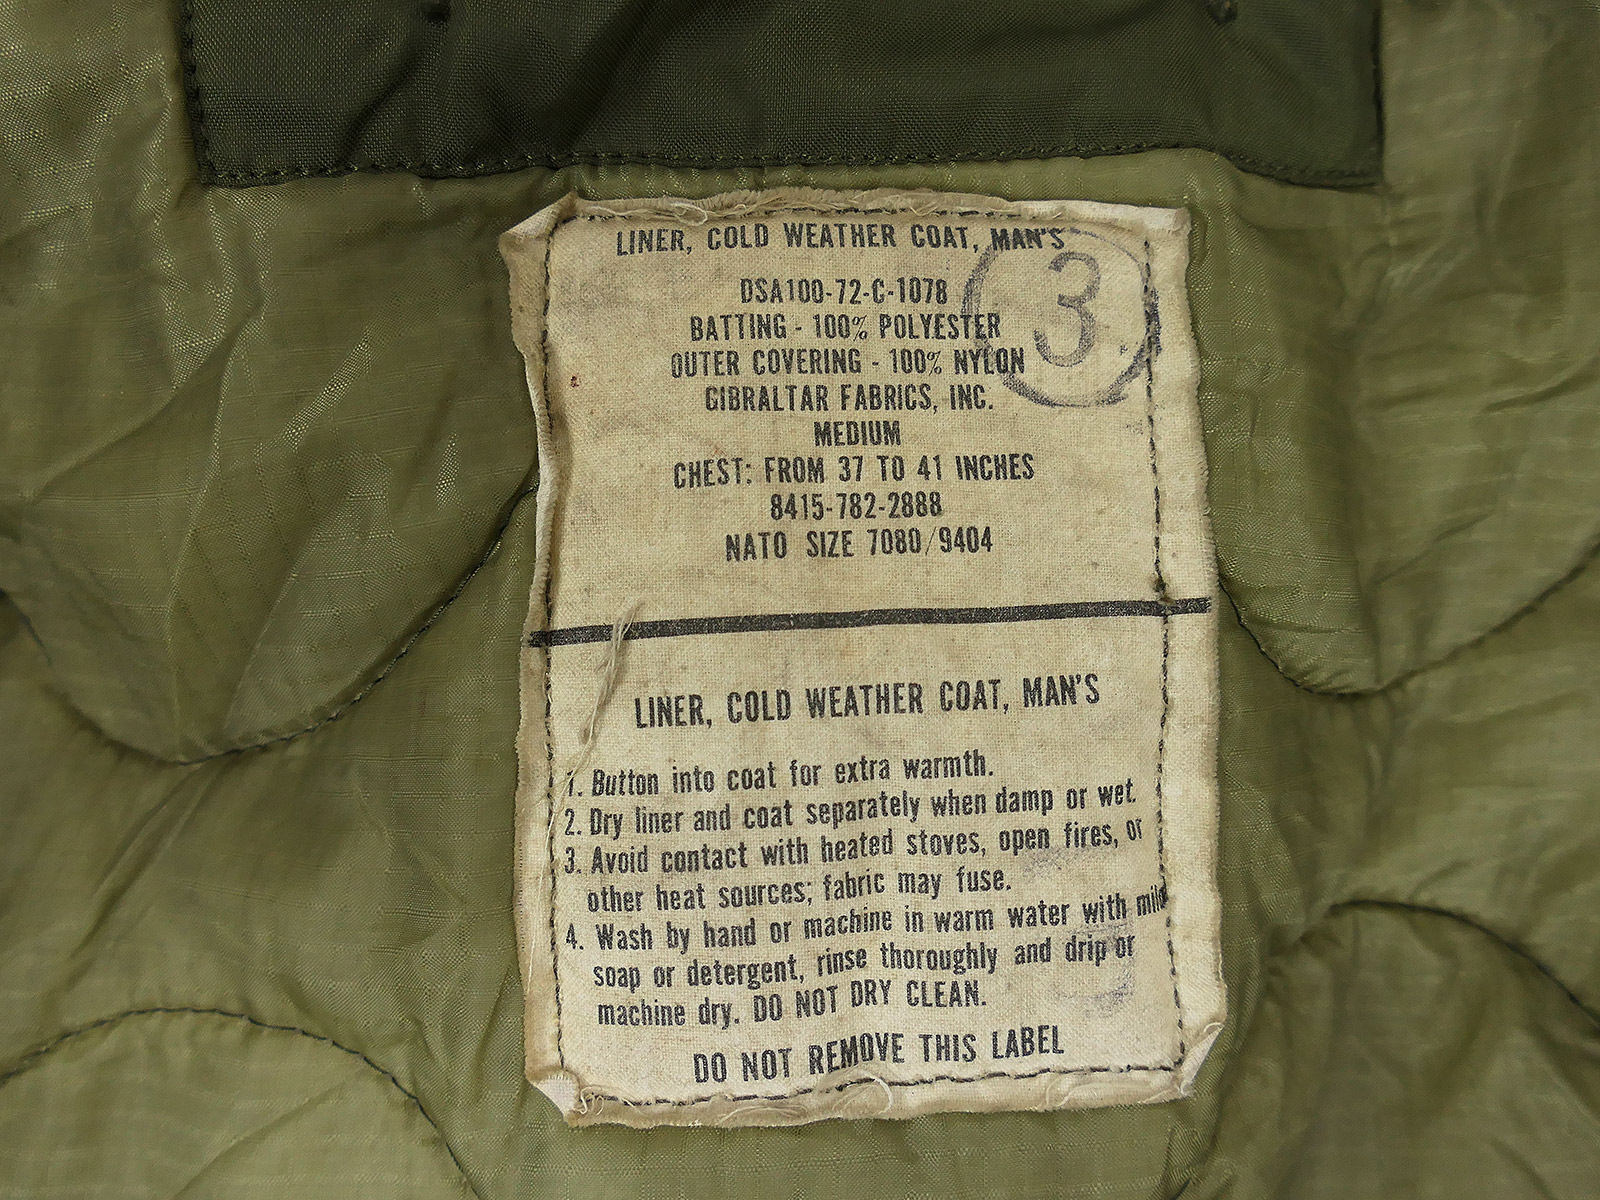 LINER, COLD WEATHER COAT, MAN'S
3
DSA100-72-C-1078
BATTING - 100% POLYESTER
OUTER COVERING - 100% NYLON
GIBRALTAR FABRICS, INC.
MEDIUM
CHEST: FROM 37 TO 41 INCHES
8415-782-2888
NATO SIZE 7080/9404
LINER, COLD WEATHER COAT, MAN'S
1. Button into coat for extra warmth.
2. Dry liner and coat separately when damp or wet.
3. Avoid contact with heated stoves, open fires, or
other heat sources; fabric may fuse.
4. Wash by hand or machine in warm water with mild
soap or detergent, rinse thoroughly and drip or
machine dry. DO NOT DRY CLEAN.
DO NOT REMOVE THIS LABEL